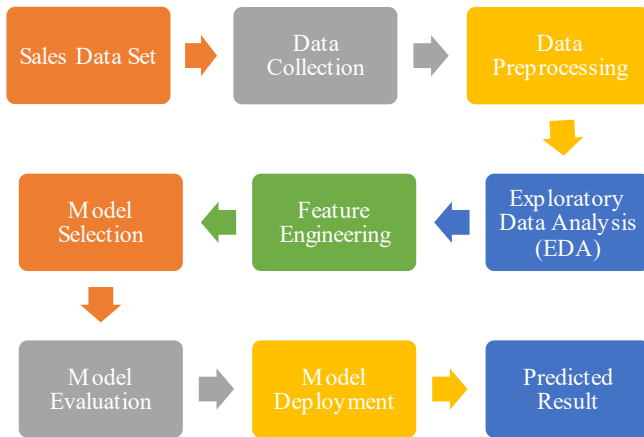 Sales Data Set
Data
Collection
Data
Preprocessing
Exploratory
Data Analysis
(EDA)
Feature
Engineering
Model
Selection
Model
Evaluation
Model
Deployment
Predicted
Result